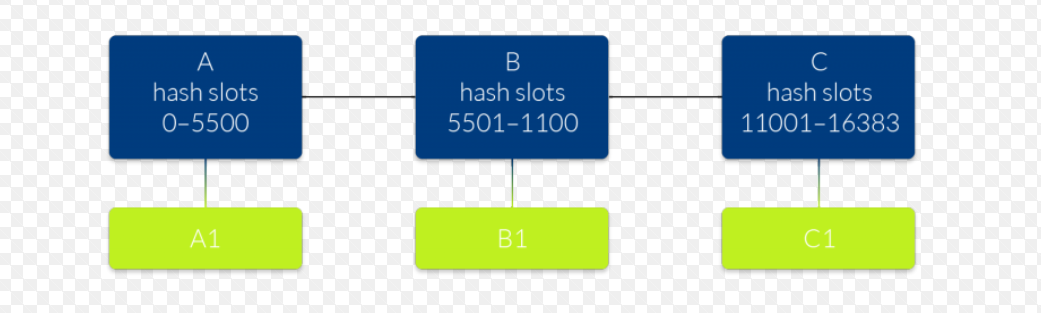 A
hash slots
0–5500
B
hash slots
5501–1100
C
hash slots
11001–16383
A1
B1
C1